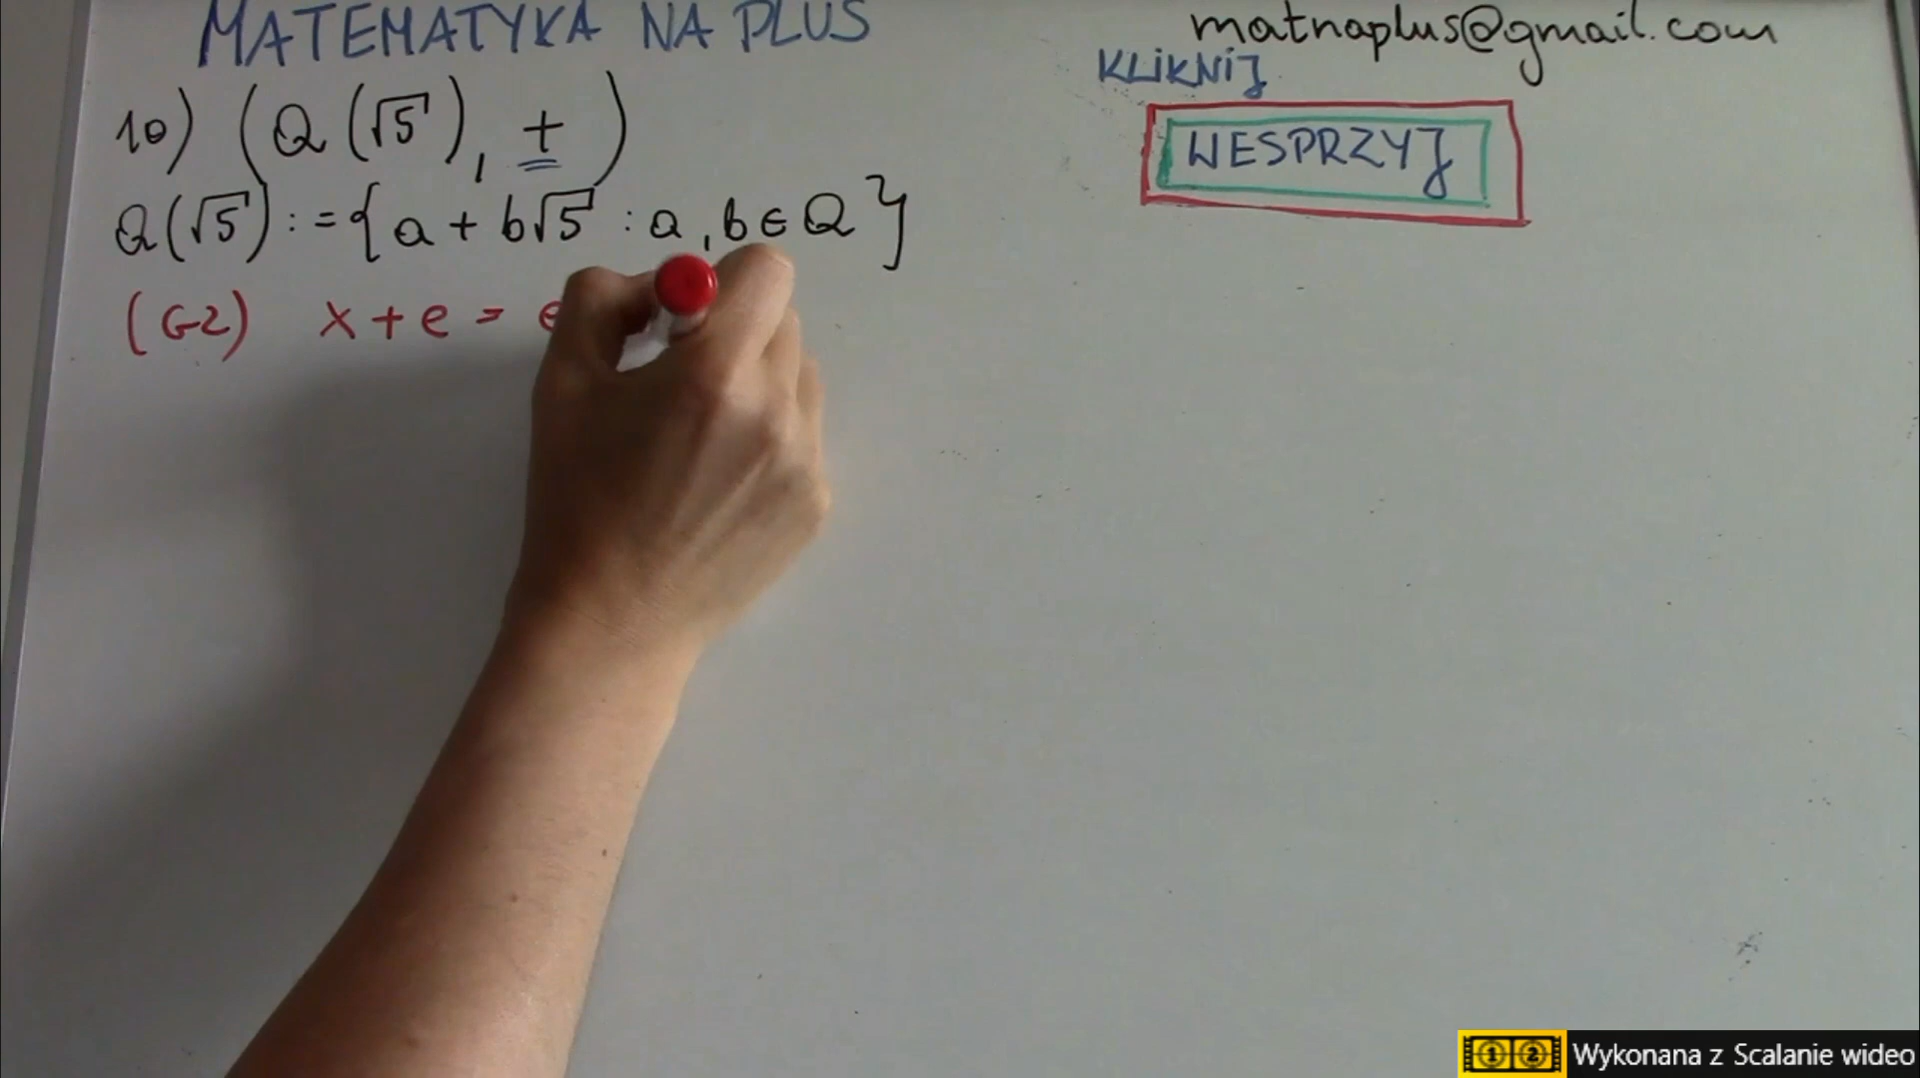 MATEMATYKA NA PLUS
matnaplus@gmail.com
KLIKNIJ
WESPRZYJ
10) (Q(√5), +)
Q(√5) := {a + b√5 : a, b ∈ Q}
(G2) x + e = e
Wykonana z Scalanie wideo